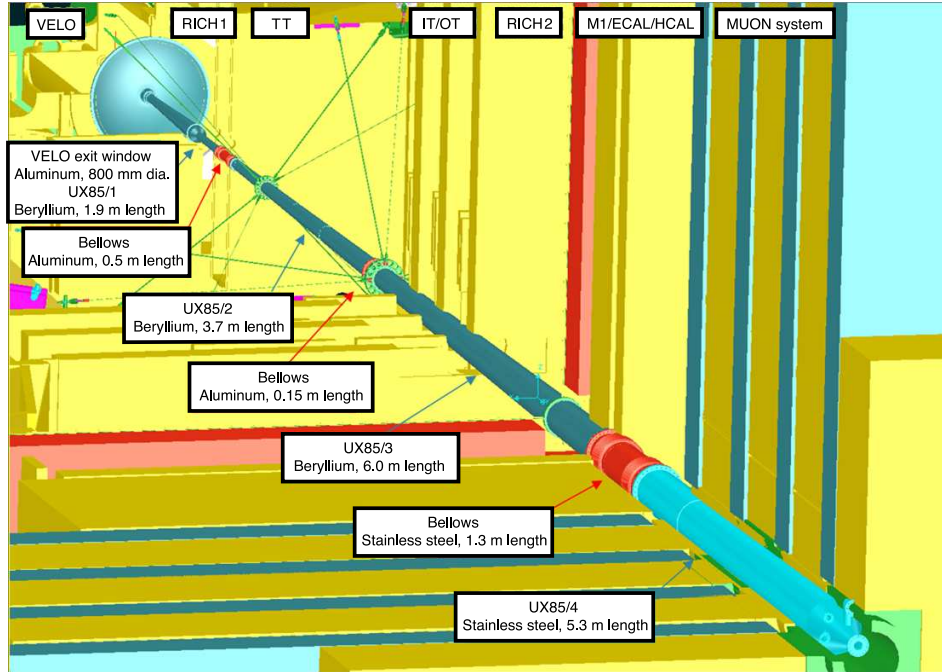 VELO
RICH1
TT
IT/OT
RICH2
M1/ECAL/HCAL
MUON system
VELO exit window
Aluminum, 800 mm dia.
UX85/1
Beryllium, 1.9 m length
Bellows
Aluminum, 0.5 m length
UX85/2
Beryllium, 3.7 m length
Bellows
Aluminum, 0.15 m length
UX85/3
Beryllium, 6.0 m length
Bellows
Stainless steel, 1.3 m length
UX85/4
Stainless steel, 5.3 m length